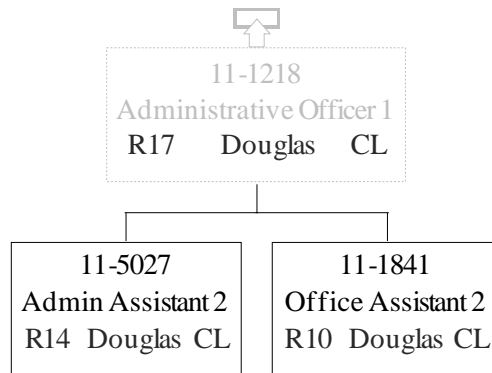 11-1218
Administrative Officer 1
R17 Douglas CL
11-5027
Admin Assistant 2
R14 Douglas CL
11-1841
Office Assistant 2
R10 Douglas CL